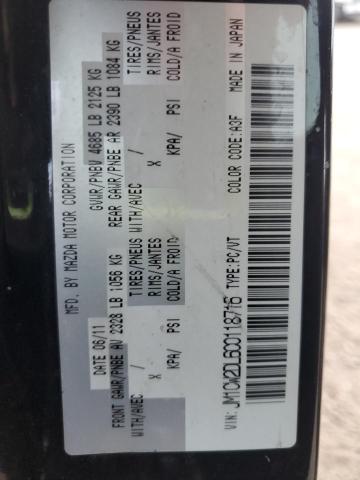 MFD. BY MAZDA MOTOR CORPORATION
DATE 06/11 GVWR/PNBV 4685 LB 2125 KG
FRONT GAWR/PNBE AV 2328 LB 1056 KG REAR GAWR/PNBE AR 2390 LB 1084 KG
WITH/AVEC TIRES/PNEUS WITH/AVEC TIRES/PNEUS
/ X RIMS/JANTES X RIMS/JANTES
KPA/ PSI COLD/A FROID KPA/ PSI COLD/A FROID
VIN: JM1CW2DL6C0118716 TYPE:PC/VT COLOR CODE:A3F MADE IN JAPAN